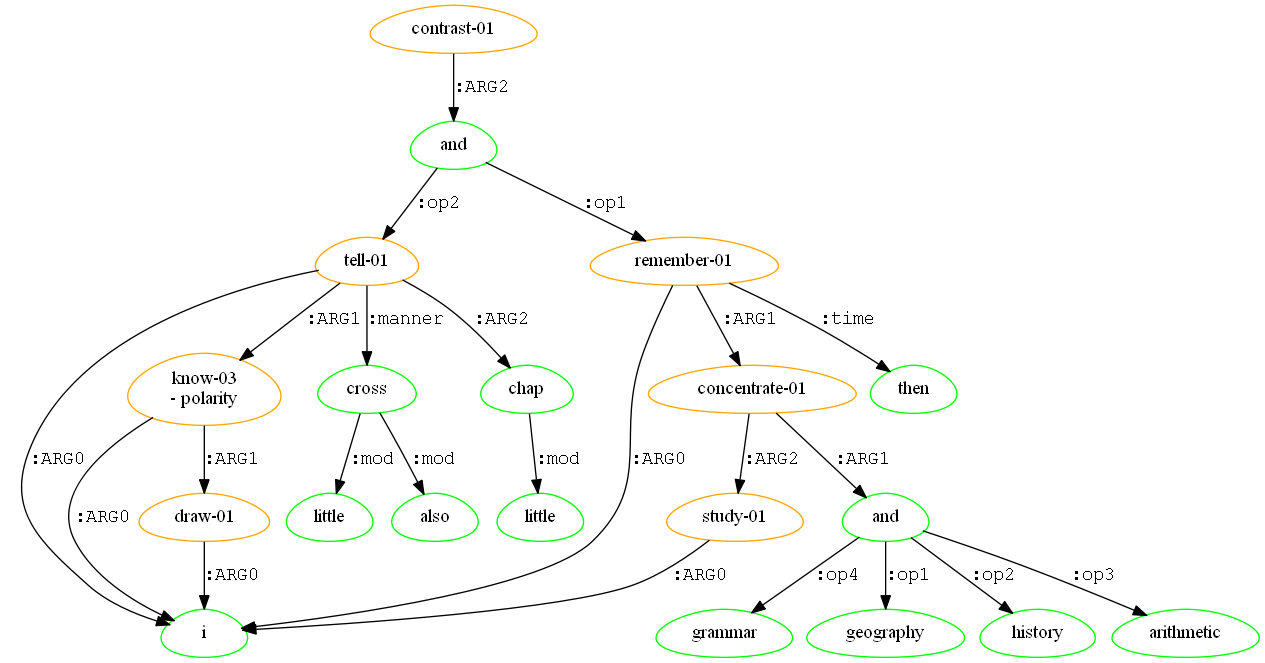 contrast-01
:ARG2
and
:op2 :op1
tell-01 remember-01
:ARG1 :manner :ARG2 :ARG1 :time
know-03
- polarity
cross chap concentrate-01 then
:ARG0 :ARG0 :ARG1 :mod :mod :mod :ARG0 :ARG2 :ARG1
draw-01 little also little study-01 and
:ARG0 :ARG0 :op4 :op1 :op2 :op3
i grammar geography history arithmetic